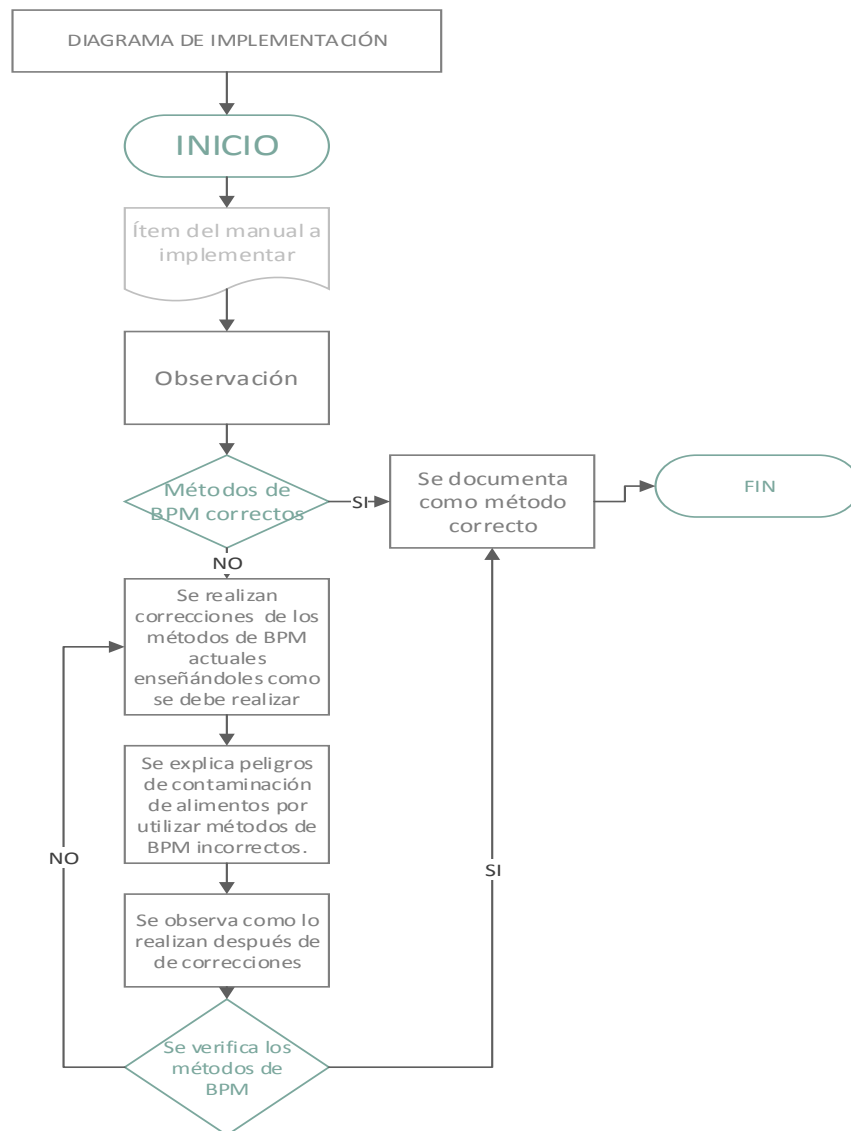 DIAGRAMA DE IMPLEMENTACIÓN
INICIO
Ítem del manual a
implementar
Observación
Métodos de
BPM correctos
SI
Se documenta
como método
correcto
FIN
NO
Se realizan
correcciones de los
métodos de BPM
actuales
enseñándoles como
se debe realizar
Se explica peligros
de contaminación
de alimentos por
utilizar métodos de
BPM incorrectos.
NO
SI
Se observa como lo
realizan después de
de correcciones
Se verifica los
métodos de
BPM